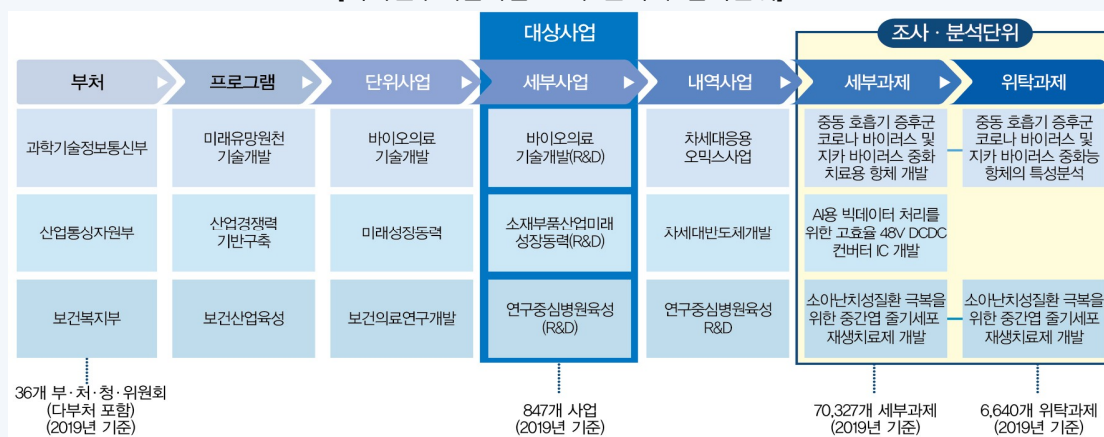 대상사업
조사 · 분석단위
부처
프로그램
단위사업
세부사업
내역사업
세부과제
위탁과제
과학기술정보통신부
미래유망원천
기술개발
바이오의료
기술개발
바이오의료
기술개발(R&D)
차세대응용
오믹스사업
중동 호흡기 증후군
코로나 바이러스 및
지카 바이러스 중화
치료용 항체 개발
중동 호흡기 증후군
코로나 바이러스 및
지카 바이러스 중화능
항체의 특성분석
산업통상자원부
산업경쟁력
기반구축
미래성장동력
소재부품산업미래
성장동력(R&D)
차세대반도체개발
AI용 빅데이터 처리를
위한 고효율 48V DCDC
컨버터 IC 개발
보건복지부
보건산업육성
보건의료연구개발
연구중심병원육성
(R&D)
연구중심병원육성
R&D
소아난치성질환 극복을
위한 중간엽 줄기세포
재생치료제 개발
소아난치성질환 극복을
위한 중간엽 줄기세포
재생치료제 개발
36개 부·처·청·위원회
(다부처 포함)
(2019년 기준)
847개 사업
(2019년 기준)
70,327개 세부과제
(2019년 기준)
6,640개 위탁과제
(2019년 기준)